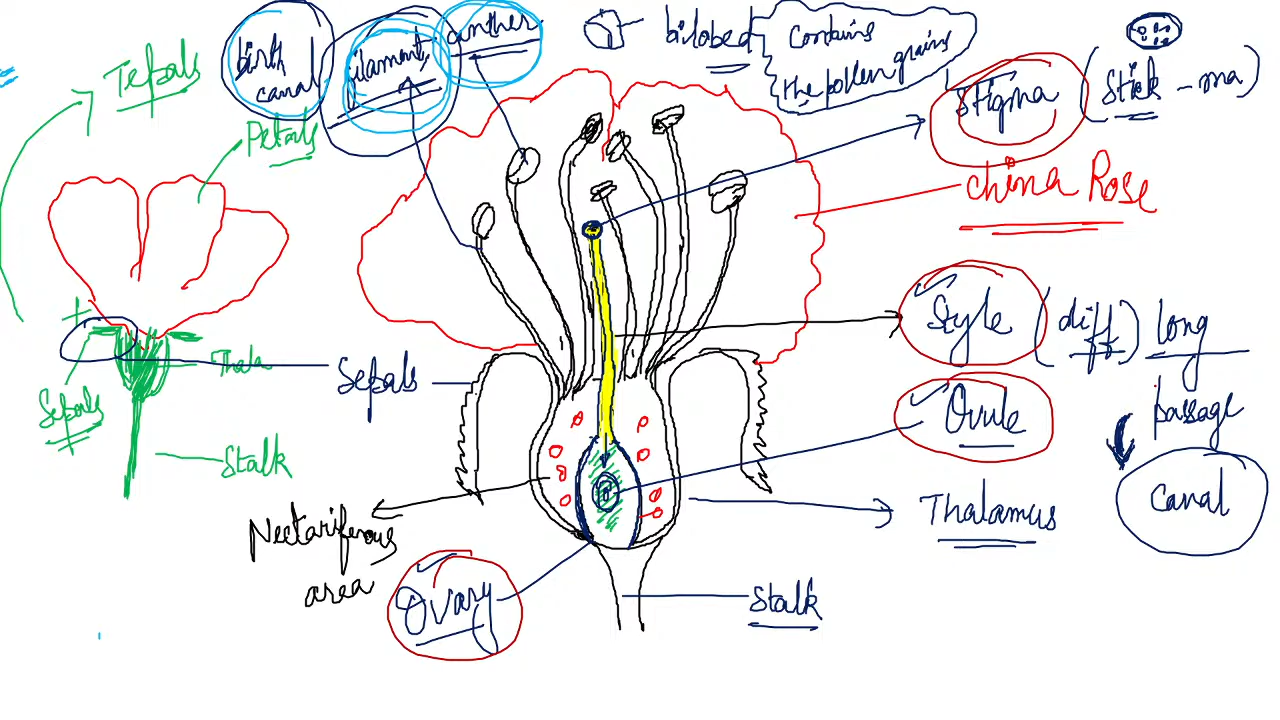 Tepals
birth
canal
filament,
anther
bilobed
Contains
the pollen grains
Stigma
(Stick - ma)
Petals
China Rose
Style
(diff)
long
passage
canal
Sepals
Thala
Sepals
Ovule
Stalk
Nectariferous
area
Thalamus
Ovary
Stalk